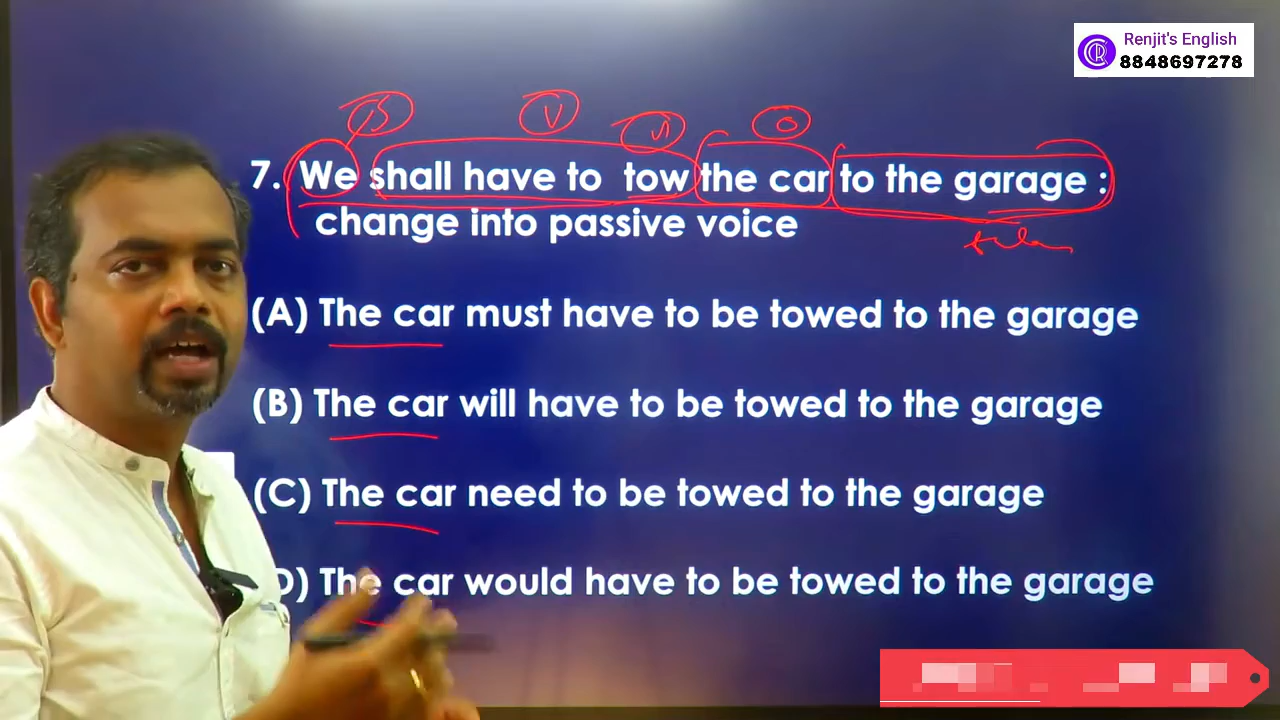 Renjit's English
8848697278
S V V O
7. We shall have to tow the car to the garage :
change into passive voice
(A) The car must have to be towed to the garage
(B) The car will have to be towed to the garage
(C) The car need to be towed to the garage
D) The car would have to be towed to the garage